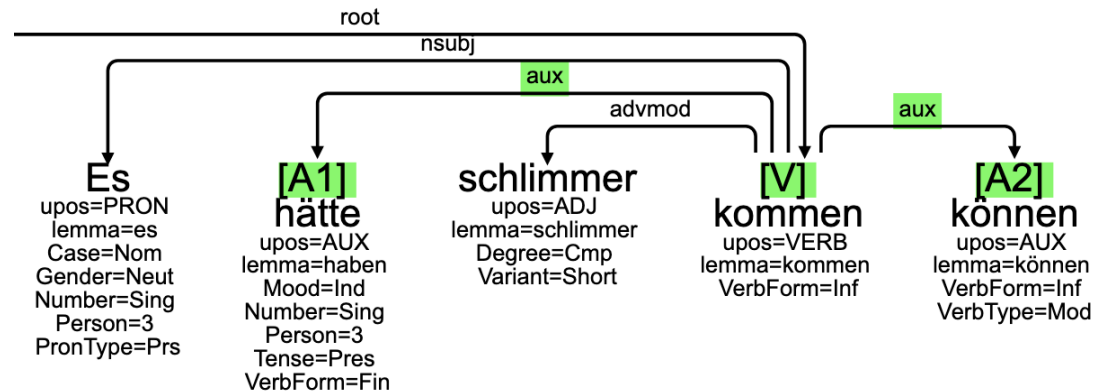 root
nsubj
aux
advmod
aux
Es
upos=PRON
lemma=es
Case=Nom
Gender=Neut
Number=Sing
Person=3
PronType=Prs
[A1]
hätte
upos=AUX
lemma=haben
Mood=Ind
Number=Sing
Person=3
Tense=Pres
VerbForm=Fin
schlimmer
upos=ADJ
lemma=schlimmer
Degree=Cmp
Variant=Short
[V]
kommen
upos=VERB
lemma=kommen
VerbForm=Inf
[A2]
können
upos=AUX
lemma=können
VerbForm=Inf
VerbType=Mod